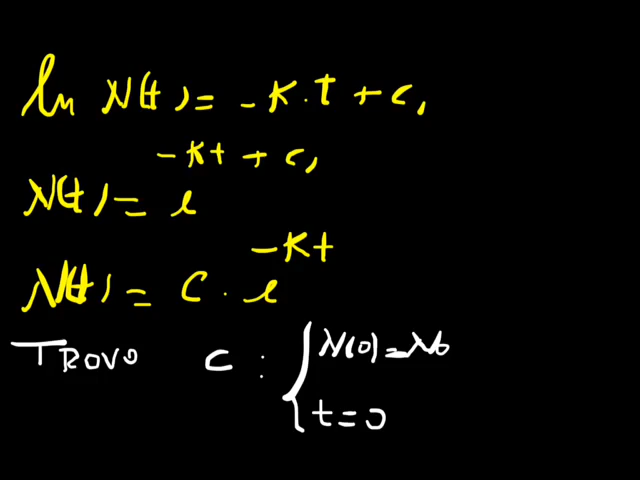 ln N(t) = -K·t + c₁
N(t) = e^(-Kt + c₁)
N(t) = C · e^(-Kt)
TROVO C : { N(0) = N₀
t = 0